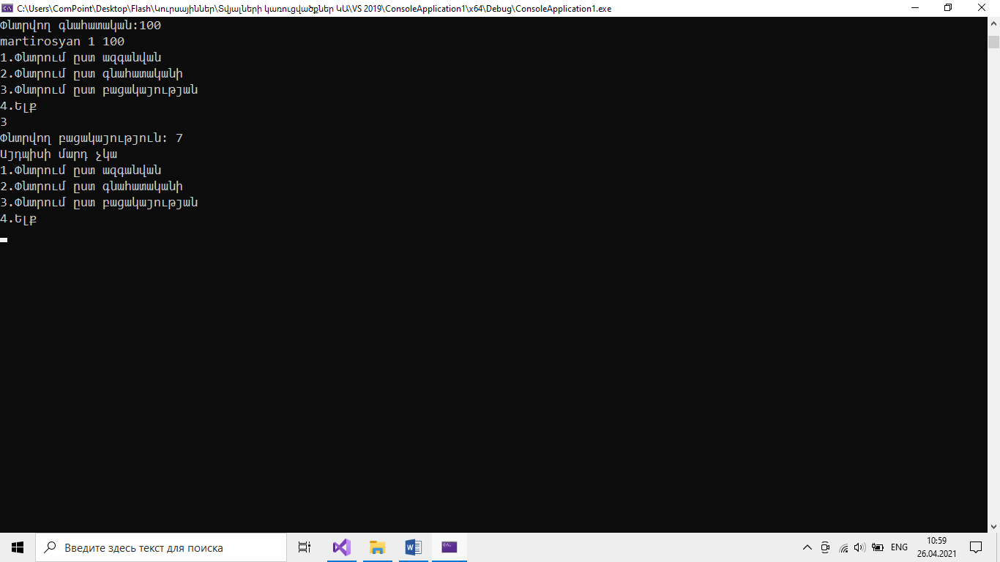 C:\Users\ComPoint\Desktop\Flash\Կուրսայիններ\Տվյալների կառուցվածքներ ԿԱ\VS 2019\ConsoleApplication1\x64\Debug\ConsoleApplication1.exe
Փնտրվող գնահատական:100
martirosyan 1 100
1.Փնտրում ըստ ազգանվան
2.Փնտրում ըստ գնահատականի
3.Փնտրում ըստ բացակայության
4.Ելք
3
Փնտրվող բացակայություն: 7
Այդպիսի մարդ չկա
1.Փնտրում ըստ ազգանվան
2.Փնտրում ըստ գնահատականի
3.Փնտրում ըստ բացակայության
4.Ելք
Введите здесь текст для поиска
ENG
10:59
26.04.2021